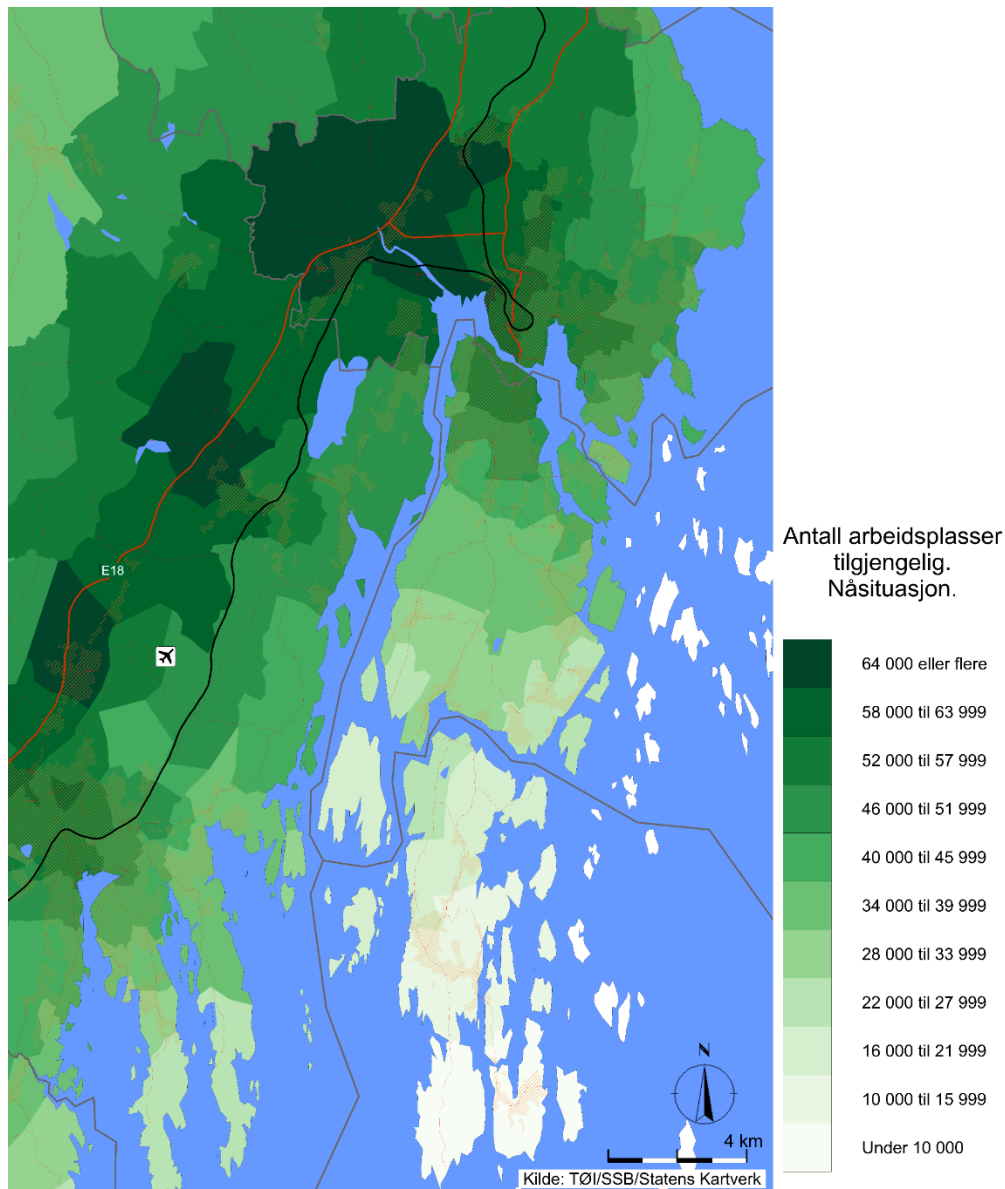 E18
N
4 km
Kilde: TØI/SSB/Statens Kartverk
Antall arbeidsplasser
tilgjengelig.
Nåsituasjon.
64 000 eller flere
58 000 til 63 999
52 000 til 57 999
46 000 til 51 999
40 000 til 45 999
34 000 til 39 999
28 000 til 33 999
22 000 til 27 999
16 000 til 21 999
10 000 til 15 999
Under 10 000